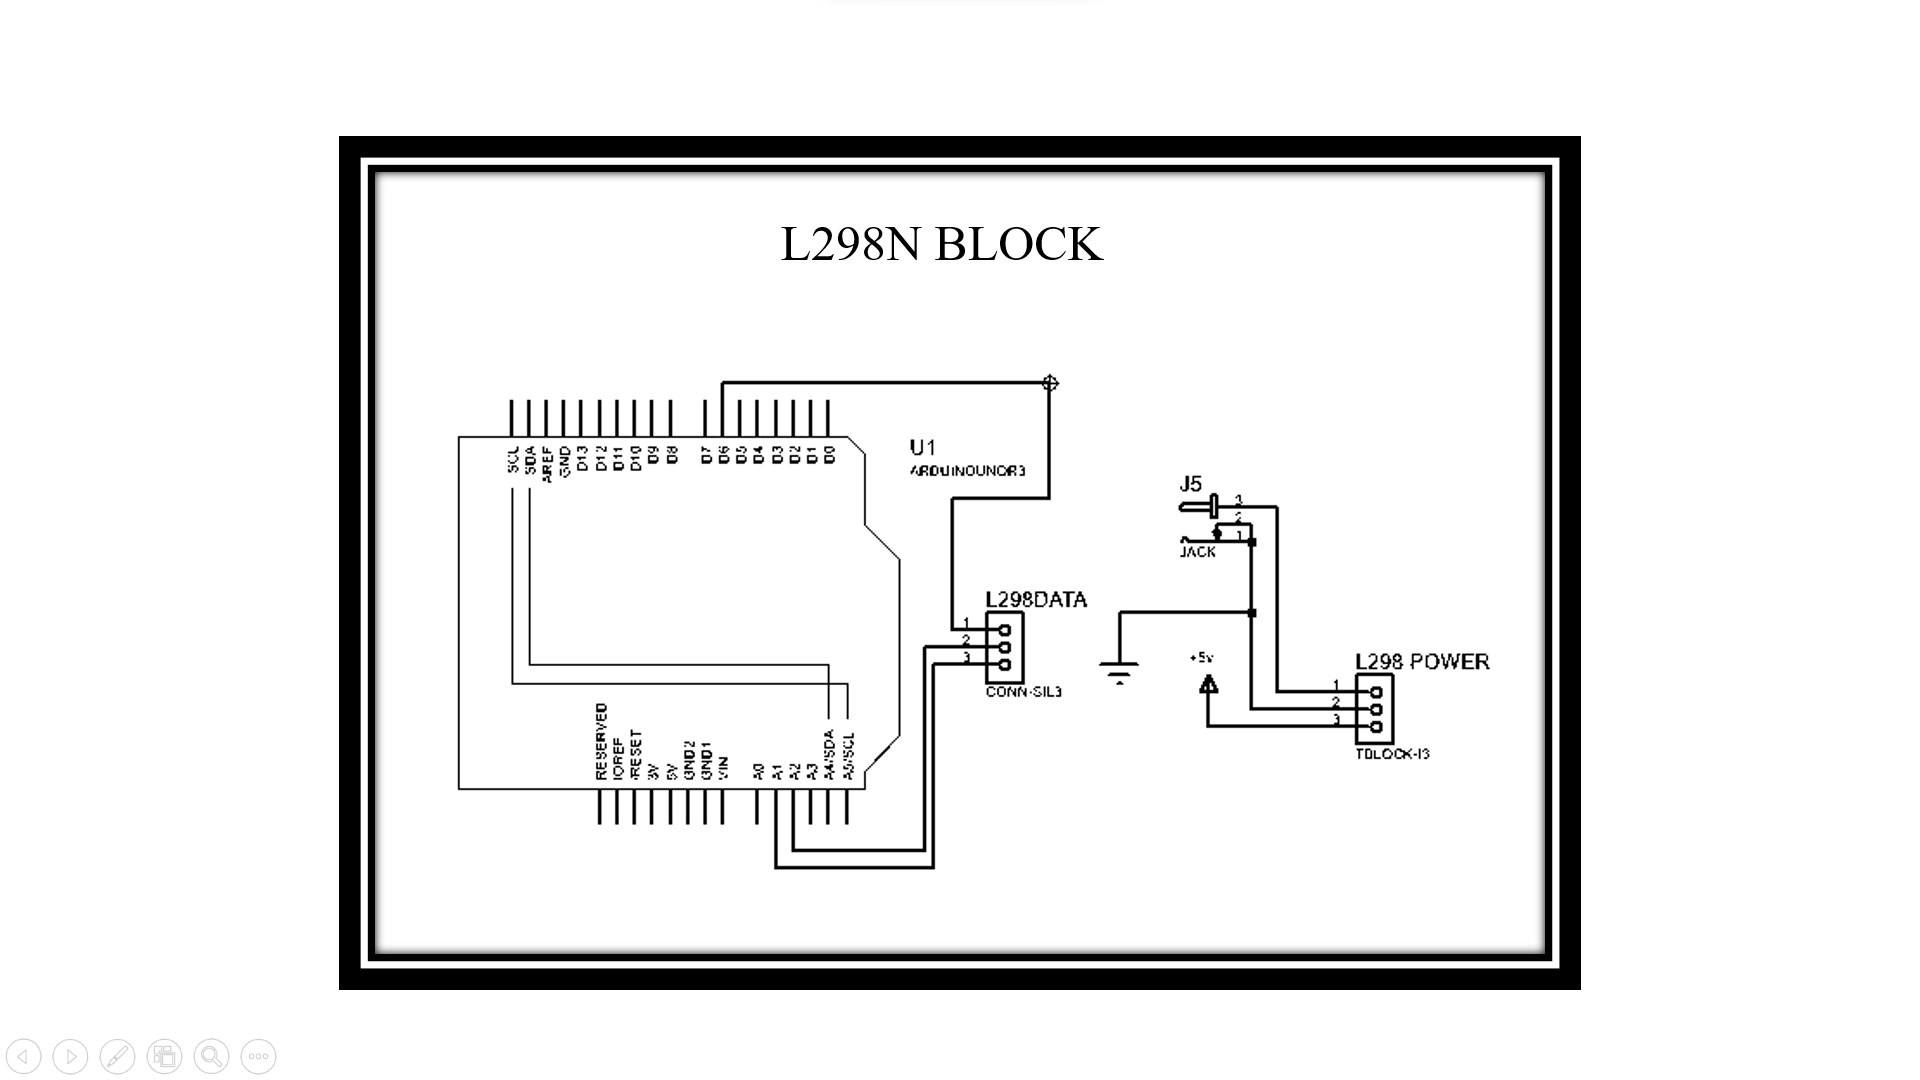 L298N BLOCK
U1
ARDUINOUNOR3
SCL
SDA
AREF
GND
D13
D12
D11
D10
D9
D8
D7
D6
D5
D4
D3
D2
D1
D0
J5
3
2
1
JACK
L298DATA
1
2
3
CONN-SIL3
+5v
L298 POWER
1
2
3
TBLOCK-I3
RESERVED
IOREF
RESET
3V
5V
GND2
GND1
VIN
A0
A1
A2
A3
A4/SDA
A5/SCL